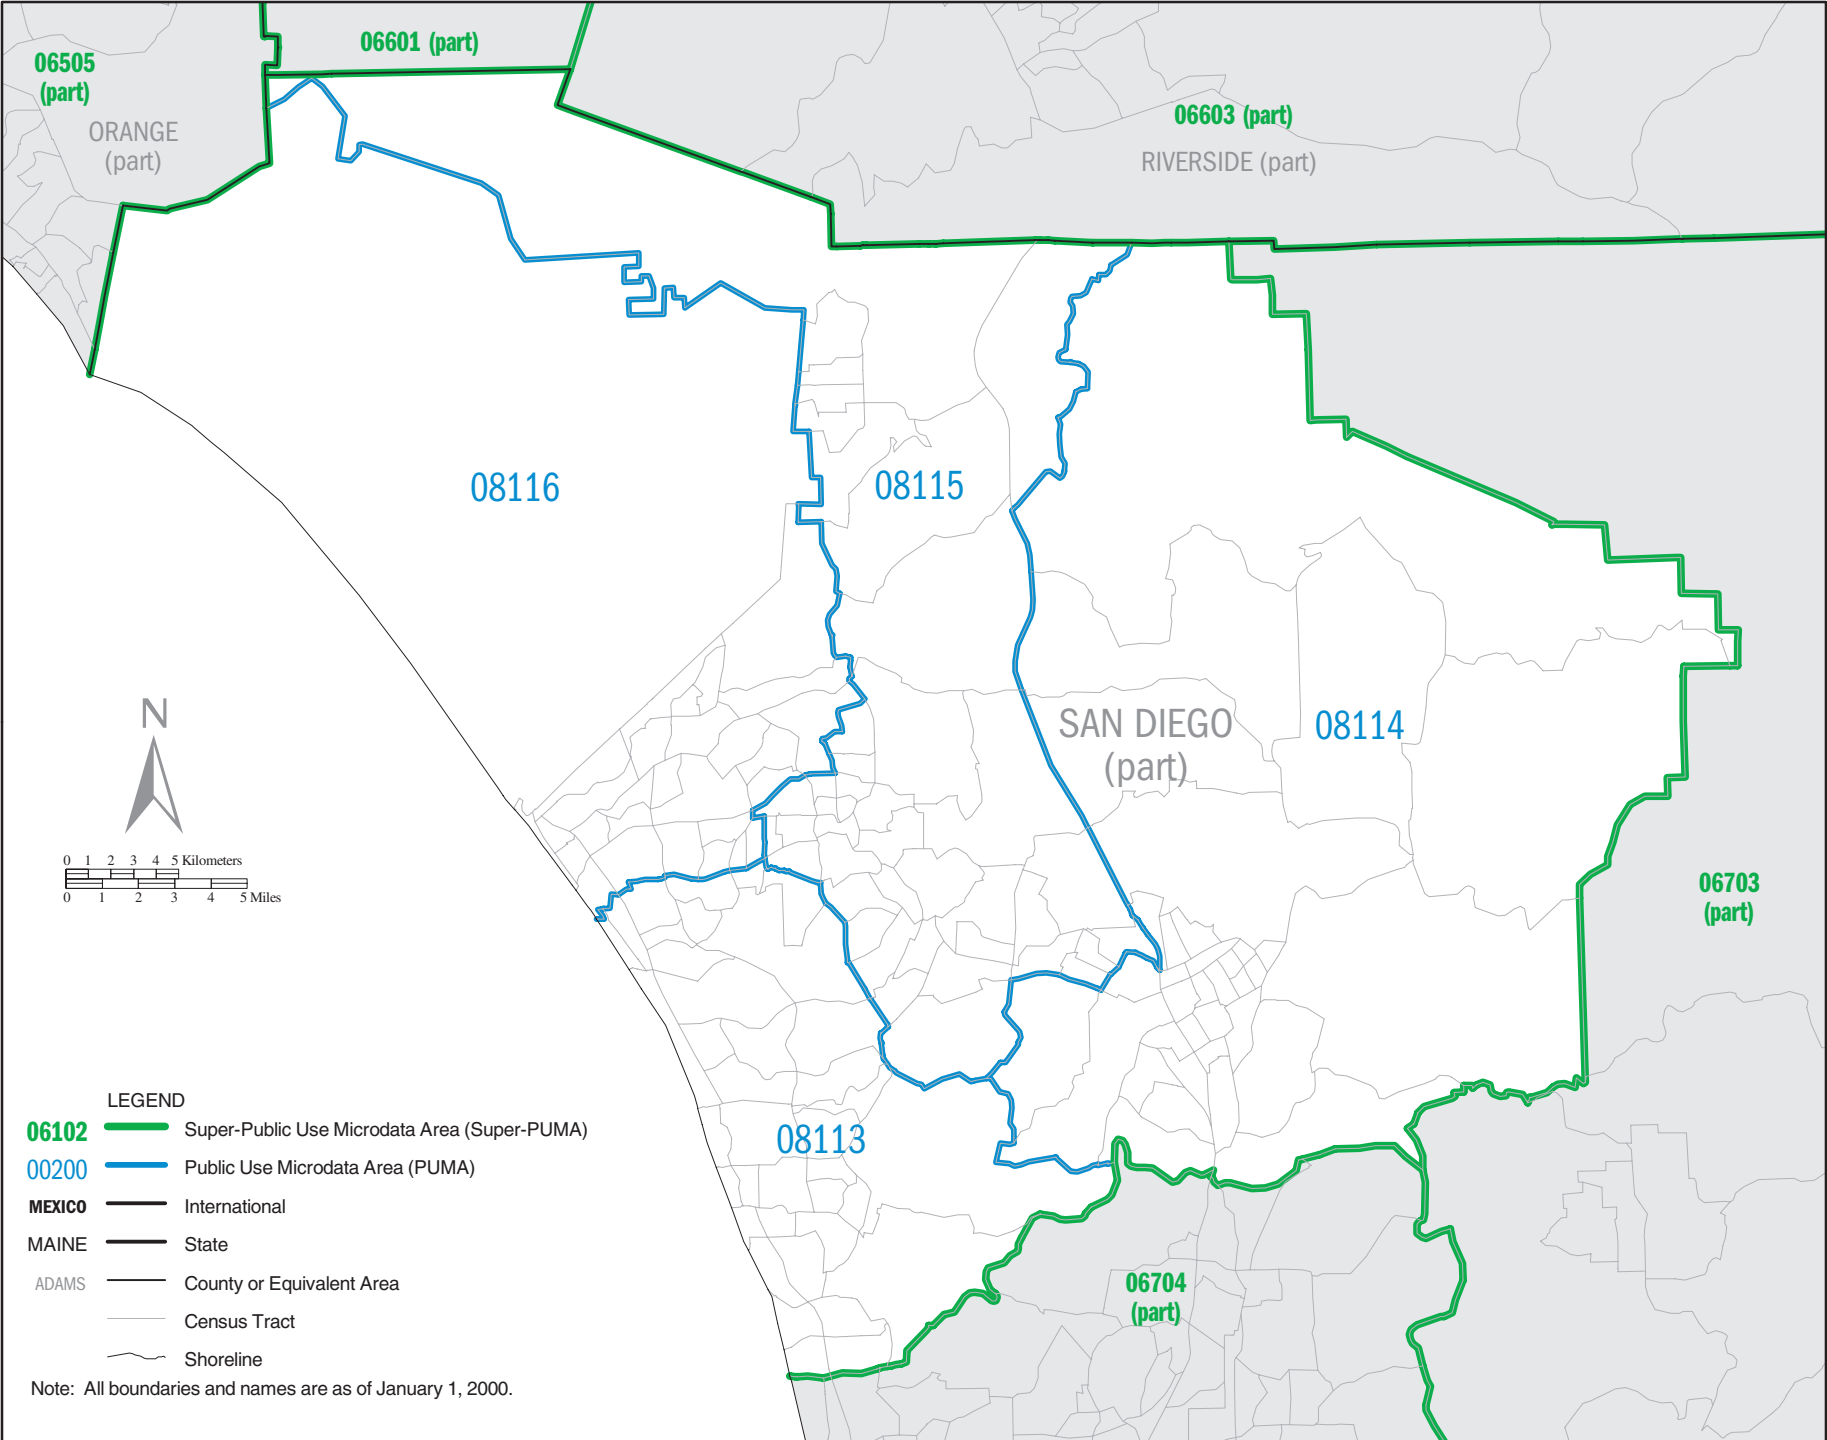 06601 (part)
06505
(part)
ORANGE
(part)
06603 (part)
RIVERSIDE (part)
08116
08115
SAN DIEGO
(part)
08114
N
0 1 2 3 4 5 Kilometers
0 1 2 3 4 5 Miles
06703
(part)
08113
06704
(part)
LEGEND
06102 Super-Public Use Microdata Area (Super-PUMA)
00200 Public Use Microdata Area (PUMA)
MEXICO International
MAINE State
ADAMS County or Equivalent Area
Census Tract
Shoreline
Note: All boundaries and names are as of January 1, 2000.